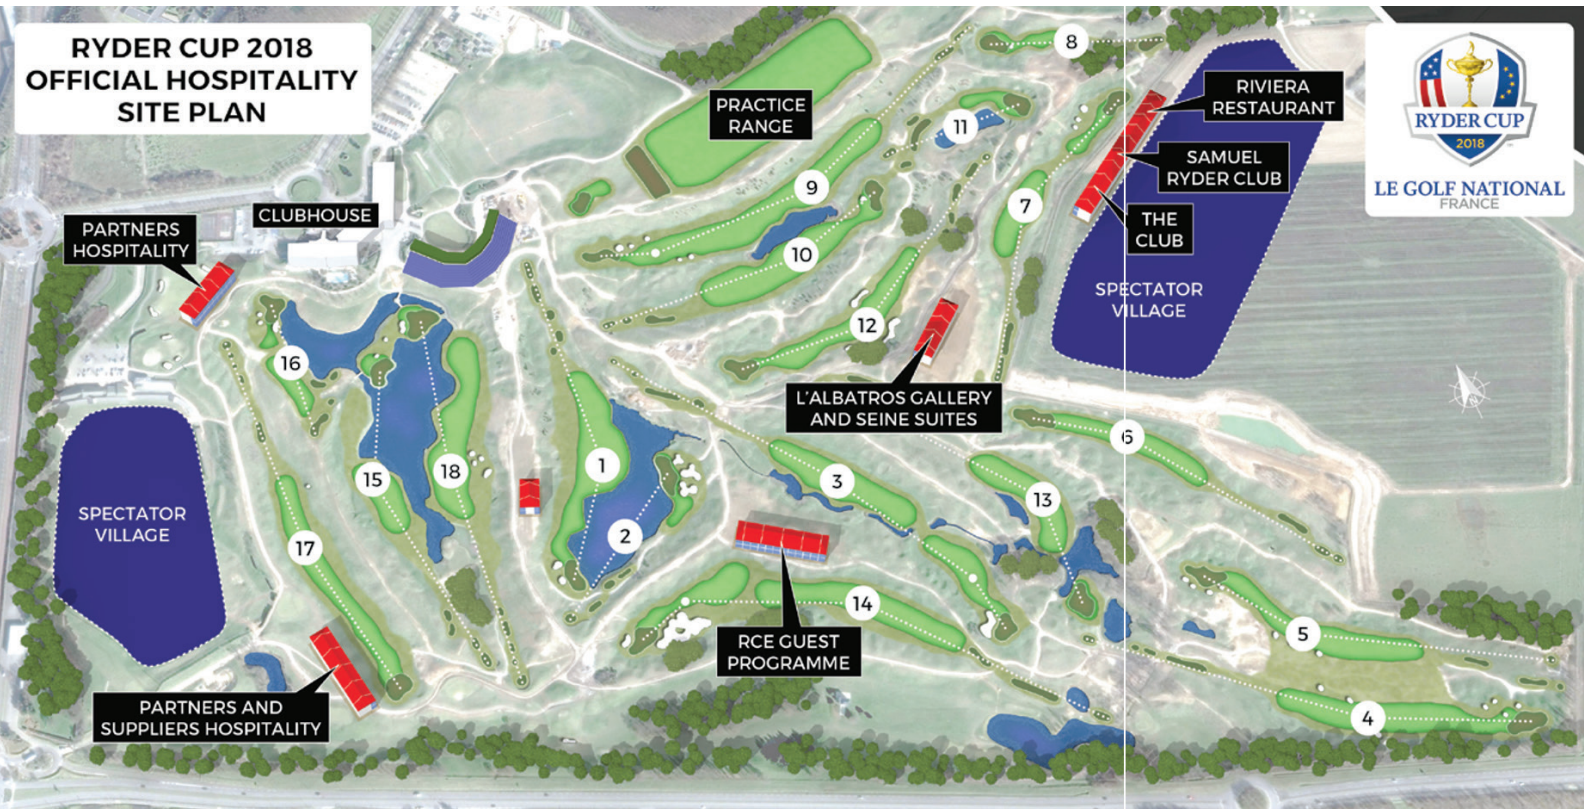 RYDER CUP 2018
OFFICIAL HOSPITALITY
SITE PLAN
8
RIVIERA
RESTAURANT
RYDER CUP
2018
LE GOLF NATIONAL
FRANCE
PRACTICE
RANGE
11
SAMUEL
RYDER CLUB
9
7
CLUBHOUSE
THE
CLUB
PARTNERS
HOSPITALITY
10
SPECTATOR
VILLAGE
12
16
L'ALBATROS GALLERY
AND SEINE SUITES
N
6
1
18
15
3
13
SPECTATOR
VILLAGE
2
17
14
5
RCE GUEST
PROGRAMME
PARTNERS AND
SUPPLIERS HOSPITALITY
4